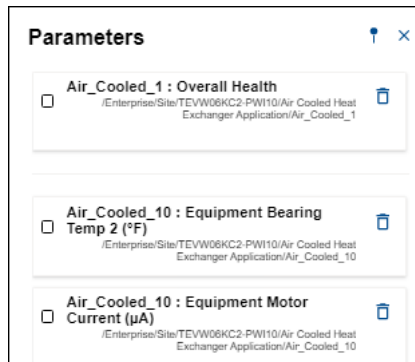 Parameters
Air_Cooled_1 : Overall Health
/Enterprise/Site/TEVW06KC2-PWI10/Air Cooled Heat
Exchanger Application/Air_Cooled_1
Air_Cooled_10 : Equipment Bearing
Temp 2 (°F)
/Enterprise/Site/TEVW06KC2-PWI10/Air Cooled Heat
Exchanger Application/Air_Cooled_10
Air_Cooled_10 : Equipment Motor
Current (µA)
/Enterprise/Site/TEVW06KC2-PWI10/Air Cooled Heat
Exchanger Application/Air_Cooled_10